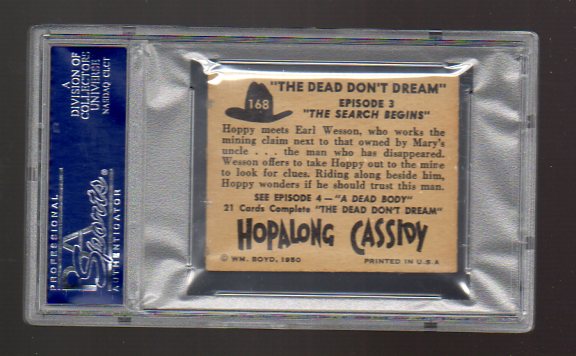 A
DIVISION OF
COLLECTORS
UNIVERSE
NASDAQ: CLCT
PSA
Sports®
PROFESSIONAL
AUTHENTICATOR
168
"THE DEAD DON'T DREAM"
EPISODE 3
"THE SEARCH BEGINS"
Hoppy meets Earl Wesson, who works the
mining claim next to that owned by Mary's
uncle . . . the man who has disappeared.
Wesson offers to take Hoppy out to the mine
to look for clues. Riding along beside him,
Hoppy wonders if he should trust this man.
SEE EPISODE 4—"A DEAD BODY"
21 Cards Complete "THE DEAD DON'T DREAM"
HOPALONG CASSIDY
© WM. BOYD, 1950 PRINTED IN U.S.A